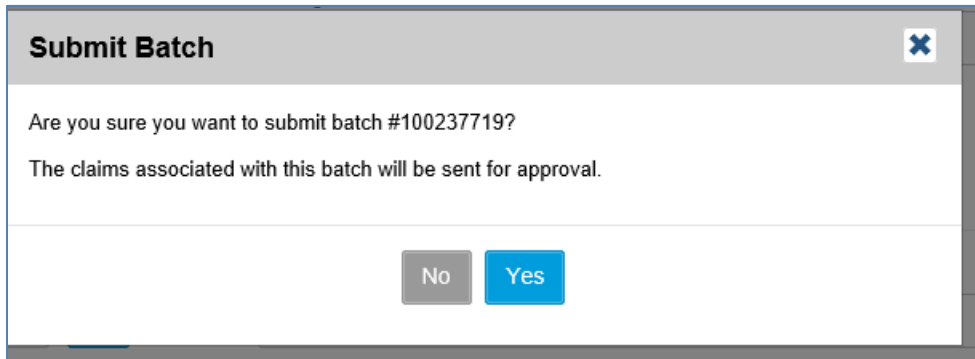 Submit Batch
Are you sure you want to submit batch #100237719?
The claims associated with this batch will be sent for approval.
No
Yes